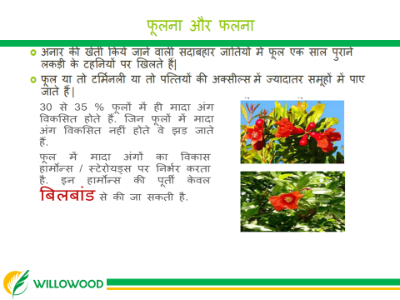 फूलना और फलना
अनार की खेती किये जाने वाली सदाबहार जातियों में फूल एक साल पुराने
लकड़ी के टहनियों पर खिलते हैं|
फूल या तो टर्मिनली या तो पत्तियों की अक्सील्स में ज्यादातर समूहों में पाए
जाते हैं|
30 से 35 % फूलों में ही मादा अंग
विकसित होते हैं. जिन फूलों में मादा
अंग विकसित नहीं होते वे झड़ जाते
हैं.
फूल में मादा अंगों का विकास
हार्मोन्स / स्टेरोयड्स पर निर्भर करता
है. इन हार्मोन्स की पूर्ती केवल
बिलबांड से की जा सकती है.
WILLOWOOD